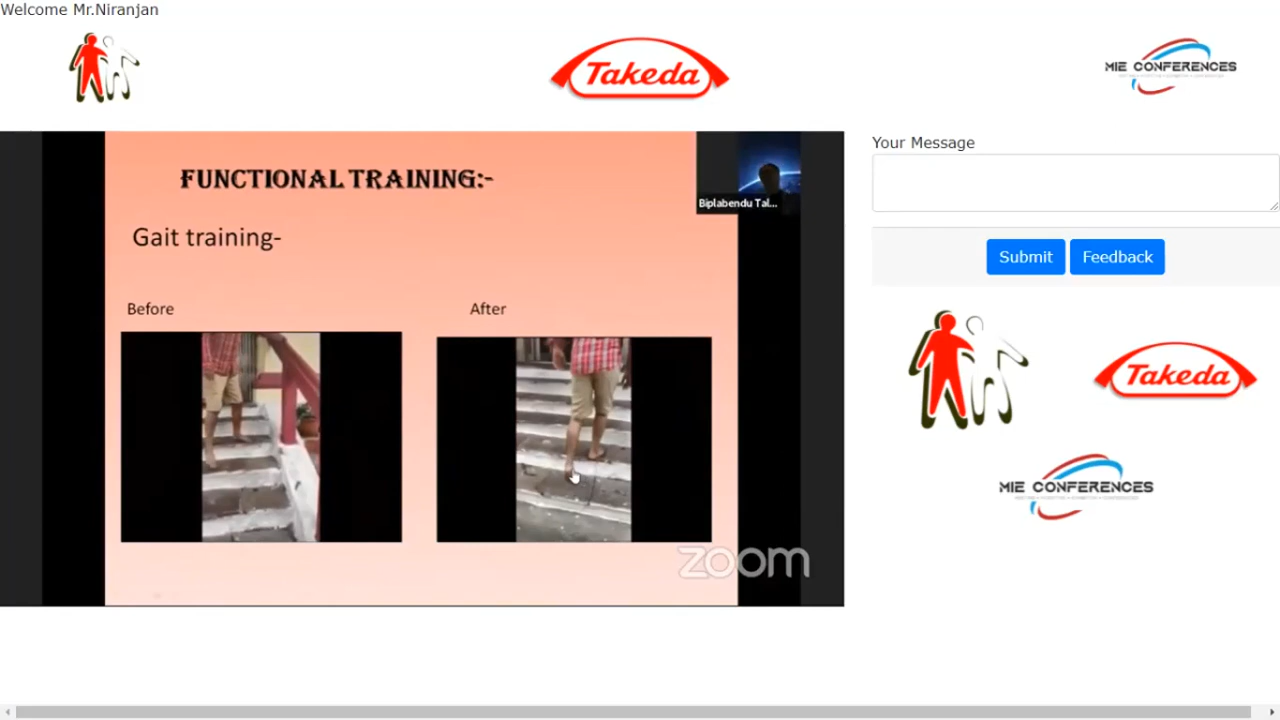 Welcome Mr.Niranjan
Takeda
MIE CONFERENCES
FUNCTIONAL TRAINING:-
Biplabendu Tal...
Gait training-
Before
After
zoom
Your Message
Submit
Feedback
Takeda
MIE CONFERENCES